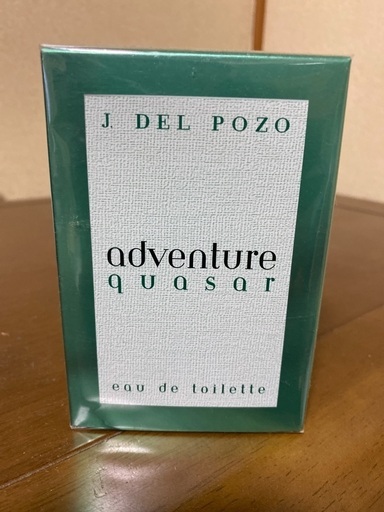 J. DEL POZO
adventure
quasar
eau de toilette